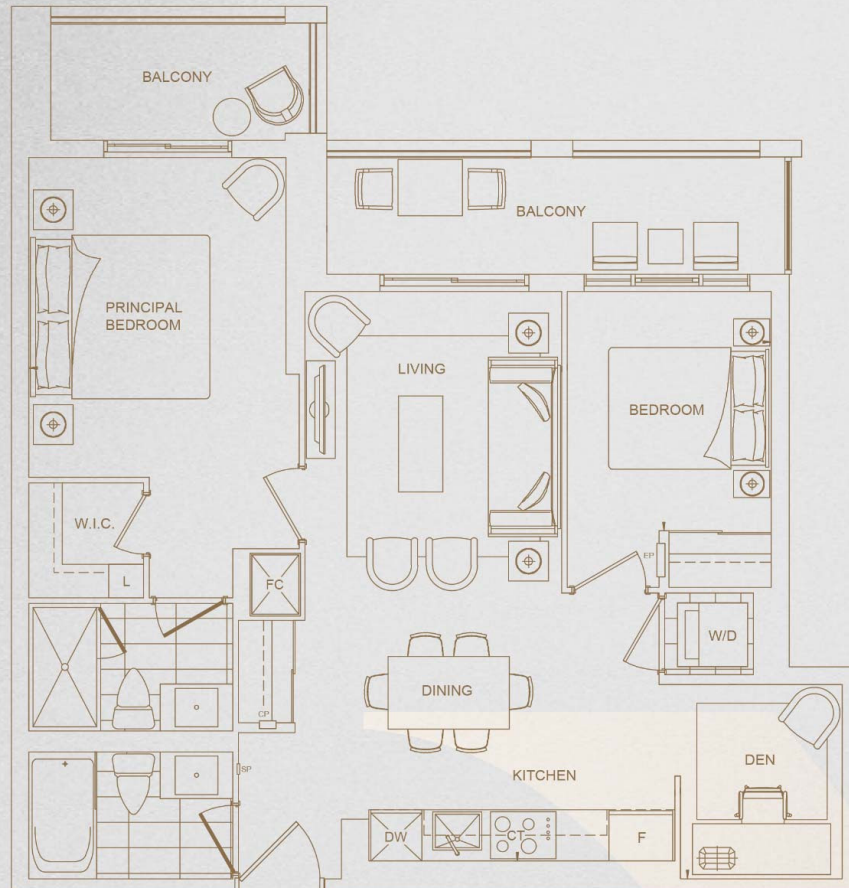 BALCONY
BALCONY
PRINCIPAL
BEDROOM
LIVING
BEDROOM
W.I.C.
L
FC
EP
W/D
DINING
CP
SP
KITCHEN
DEN
DW
CT
F